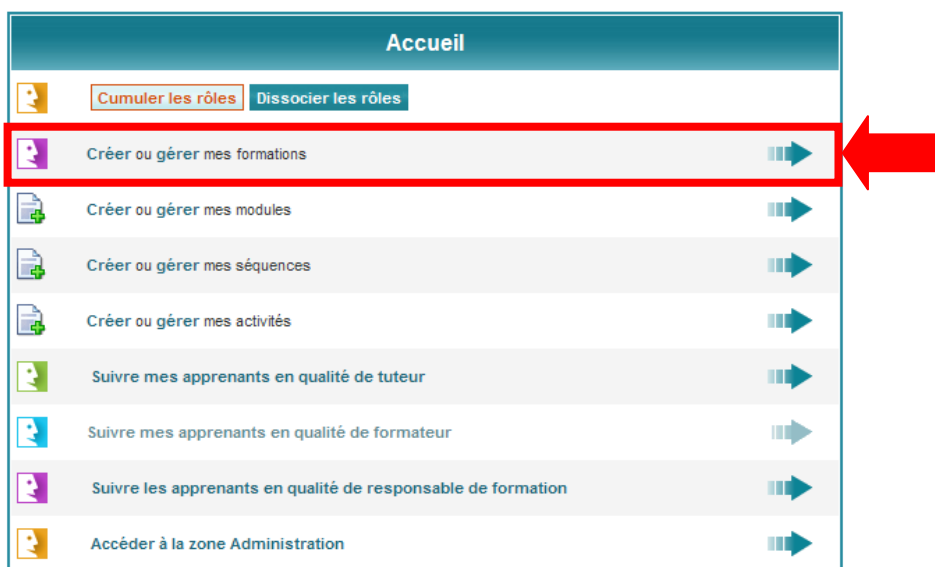 Accueil
Cumuler les rôles Dissocier les rôles
Créer ou gérer mes formations
Créer ou gérer mes modules
Créer ou gérer mes séquences
Créer ou gérer mes activités
Suivre mes apprenants en qualité de tuteur
Suivre mes apprenants en qualité de formateur
Suivre les apprenants en qualité de responsable de formation
Accéder à la zone Administration